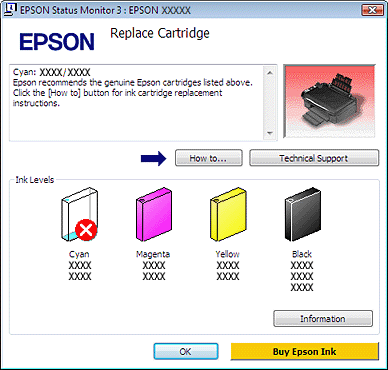 EPSON Status Monitor 3 : EPSON XXXXX
EPSON
Replace Cartridge
Cyan: XXXX/XXXX
Epson recommends the genuine Epson cartridges listed above.
Click the [How to] button for ink cartridge replacement
instructions.
How to...
Technical Support
Ink Levels
Cyan Magenta Yellow Black
XXXX XXXX XXXX XXXX
XXXX XXXX XXXX XXXX
XXXX
Information
OK
Buy Epson Ink